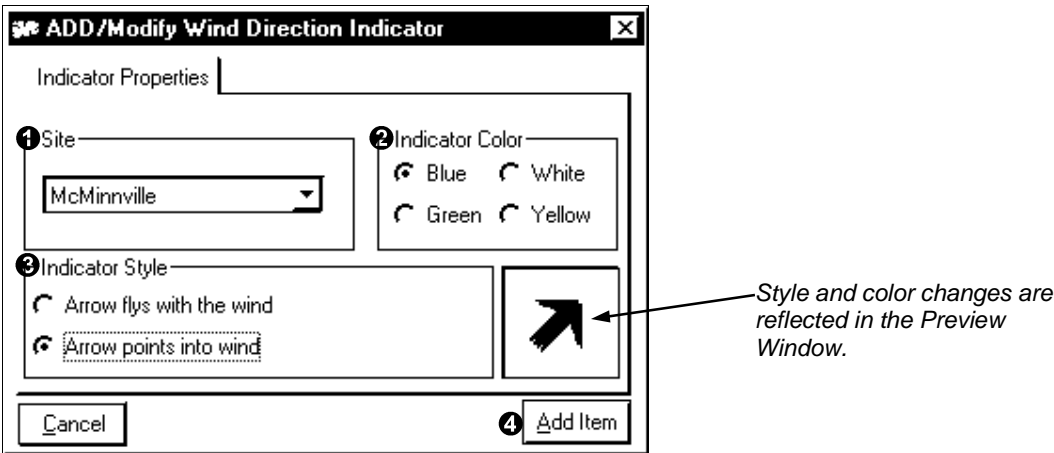 ADD/Modify Wind Direction Indicator
Indicator Properties
1 Site
McMinnville
2 Indicator Color
Blue White
Green Yellow
3 Indicator Style
Arrow flys with the wind
Arrow points into wind
Style and color changes are
reflected in the Preview
Window.
Cancel
4 Add Item